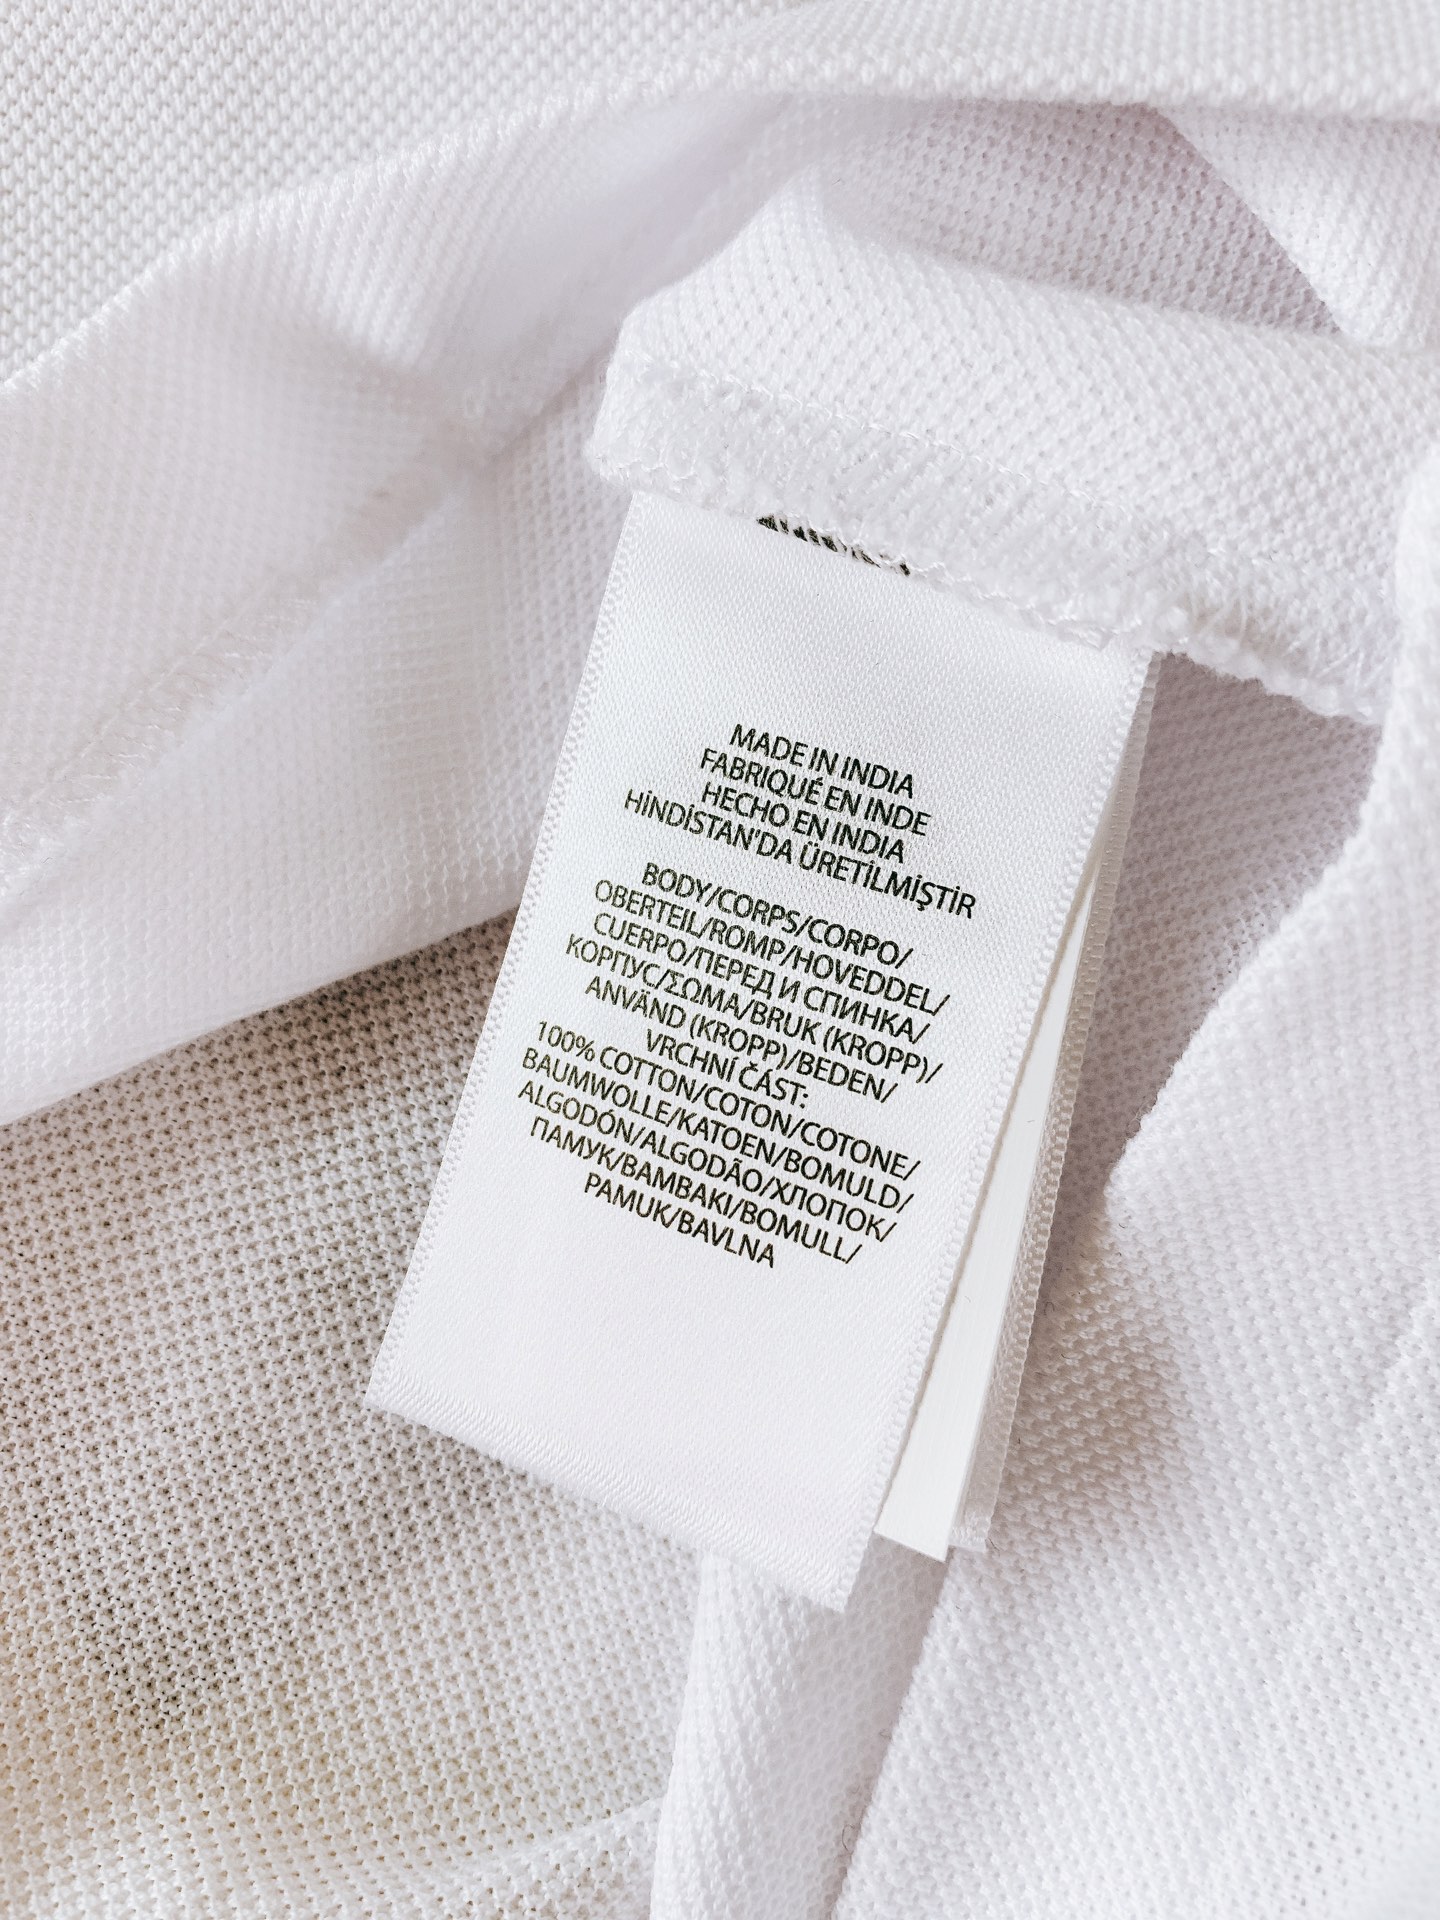 MADE IN INDIA
FABRIQUÉ EN INDE
HECHO EN INDIA
HİNDİSTAN'DA ÜRETİLMİŞTİR
BODY/CORPS/CORPO/
OBERTEIL/ROMP/HOVEDDEL/
CUERPO/ПЕРЕД И СПИНКА/
КОРПУС/ΣΩΜΑ/BRUK (KROPP)/
ANVÄND (KROPP)/BEDEN/
VRCHNÍ ČÁST:
100% COTTON/COTON/COTONE/
BAUMWOLLE/KATOEN/BOMULD/
ALGODÓN/ALGODÃO/ХЛОПОК/
ПАМУК/ΒΑΜΒΑΚΙ/BOMULL/
PAMUK/BAVLNA